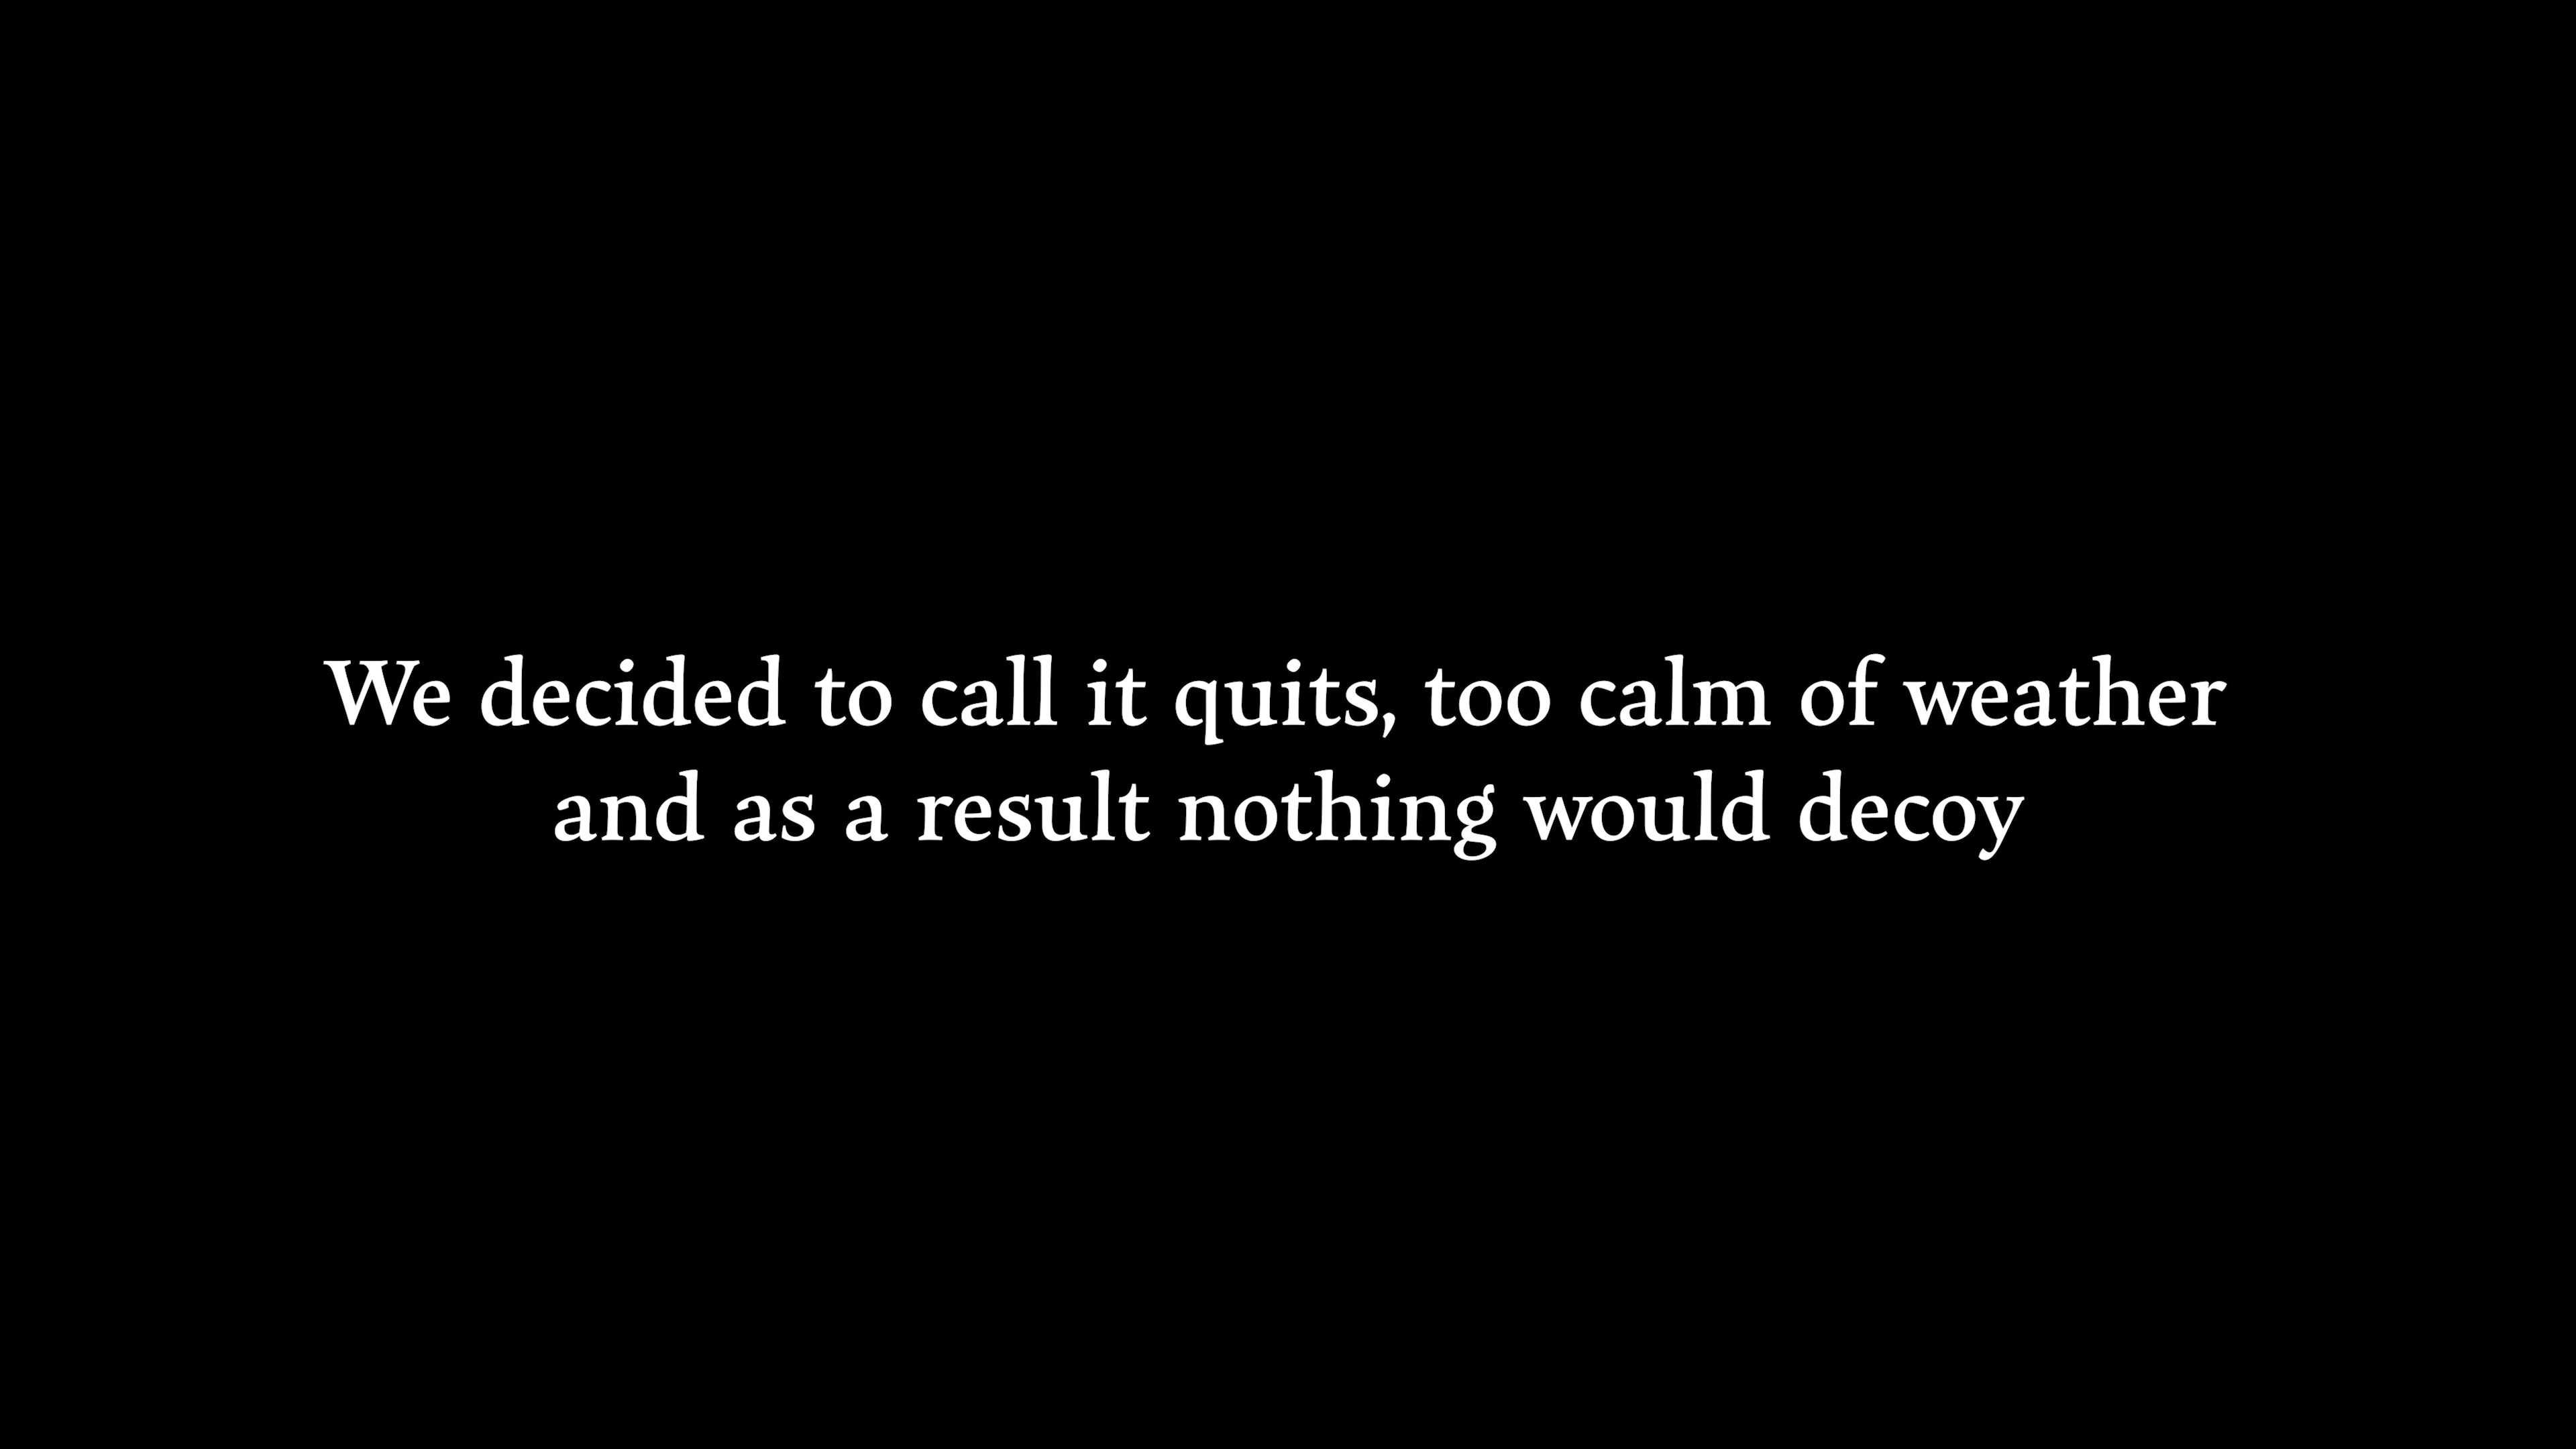 We decided to call it quits, too calm of weather
and as a result nothing would decoy